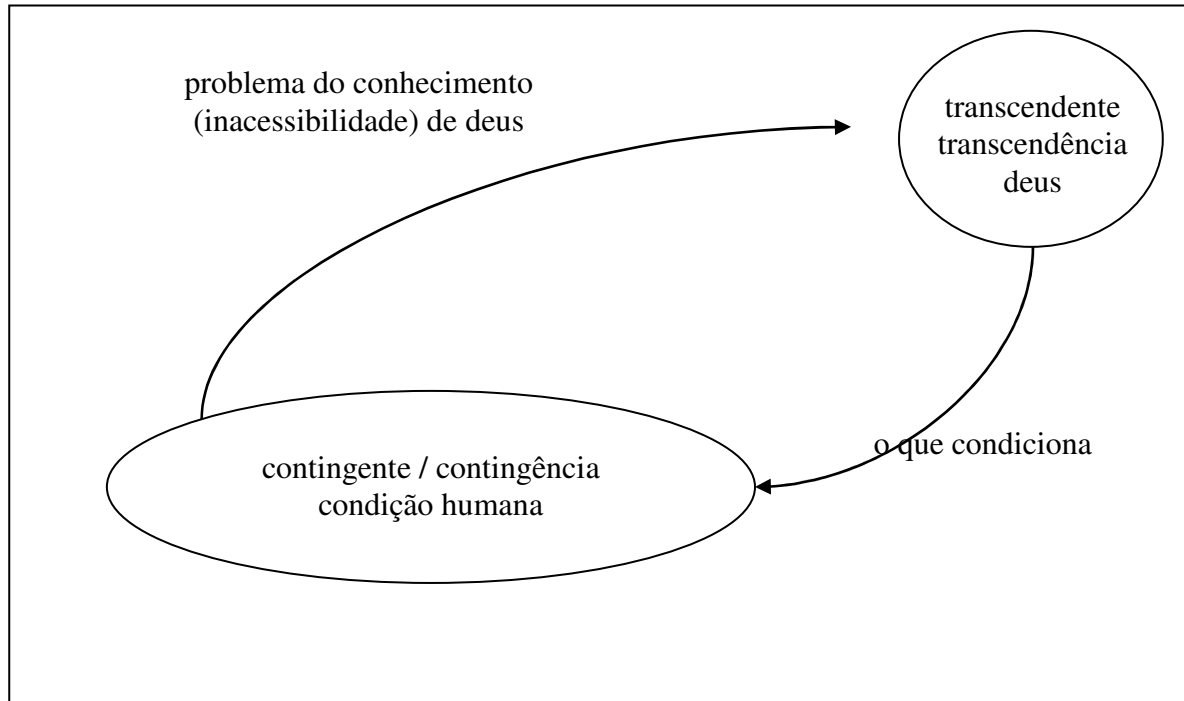 problema do conhecimento
(inacessibilidade) de deus
transcendente
transcendência
deus
o que condiciona
contingente / contingência
condição humana